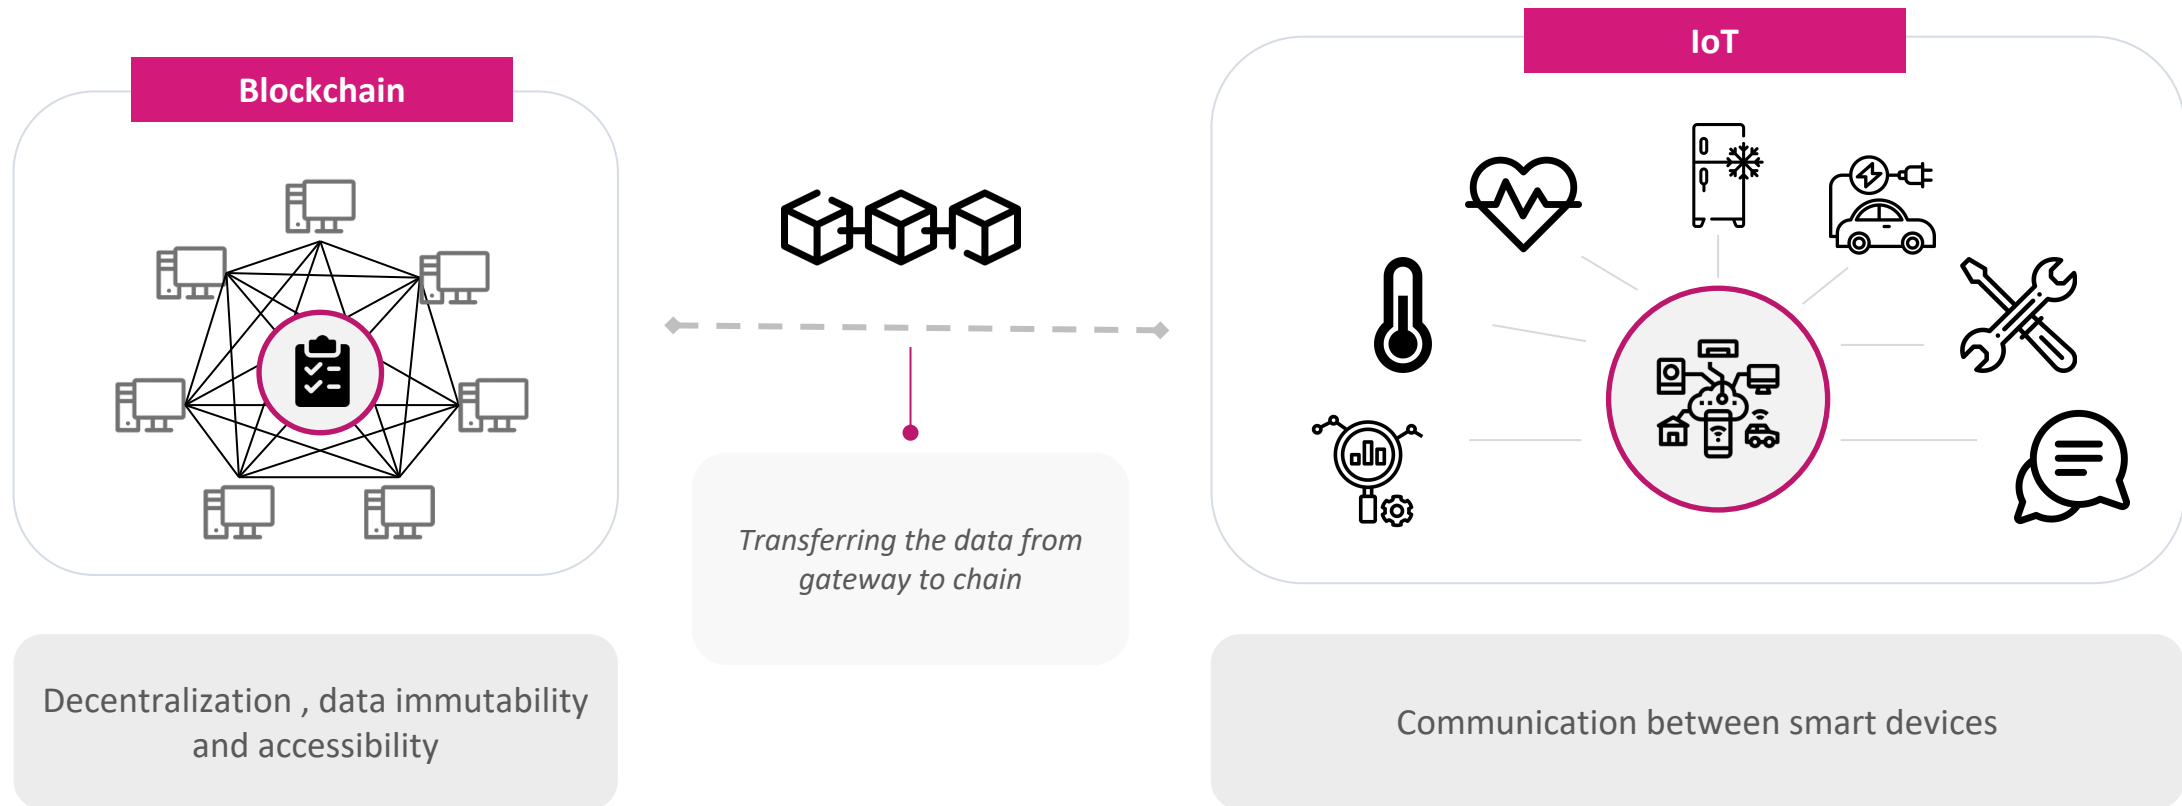 Blockchain
IoT
Transferring the data from
gateway to chain
Decentralization , data immutability
and accessibility
Communication between smart devices